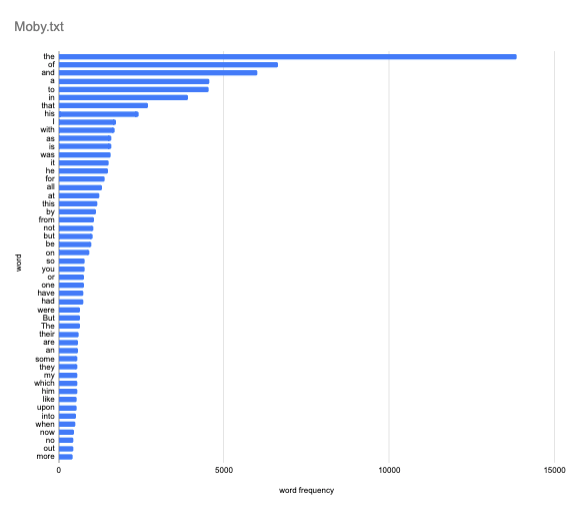 Moby.txt
the
of
and
a
to
in
that
his
I
with
as
is
was
it
he
for
all
at
this
by
from
not
but
be
on
so
you
or
one
have
had
were
But
The
their
are
an
some
they
my
which
him
like
upon
into
when
now
no
out
more
word
0 5000 10000 15000
word frequency